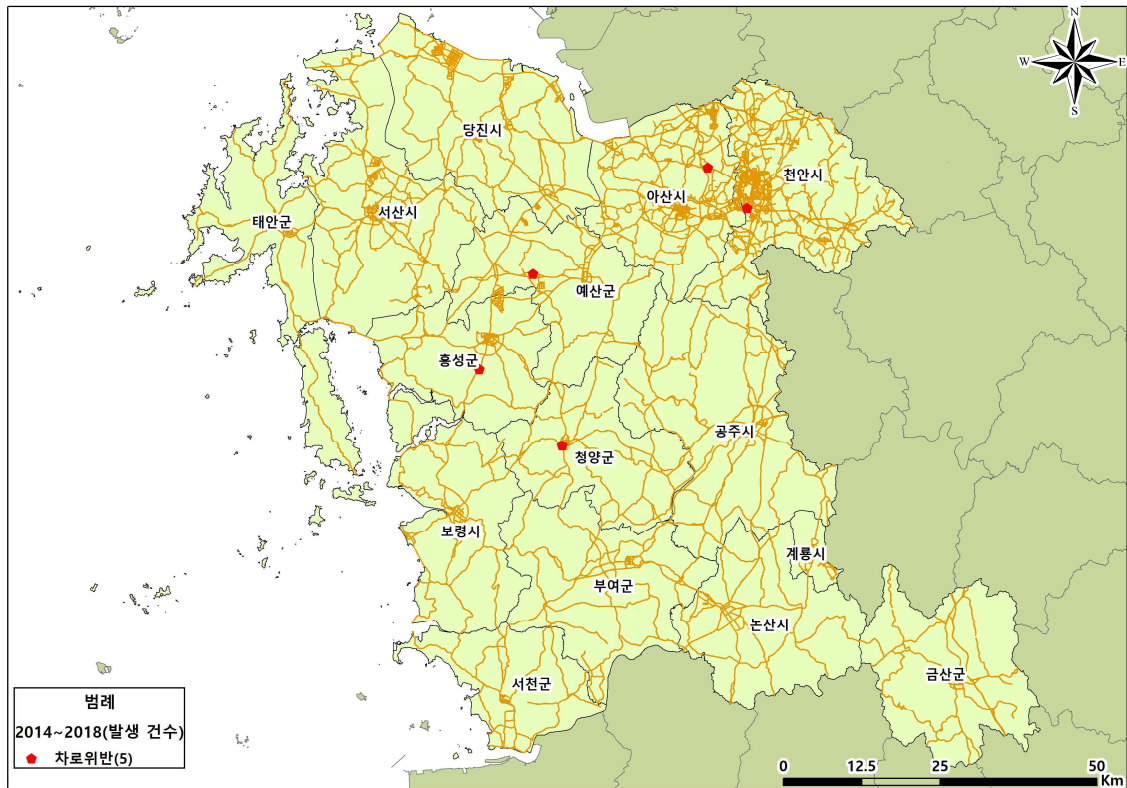 N
W E
S
당진시
천안시
아산시
서산시
태안군
예산군
홍성군
공주시
청양군
보령시
계룡시
부여군
논산시
금산군
서천군
범례
2014~2018(발생 건수)
차로위반(5)
0 12.5 25 50
Km